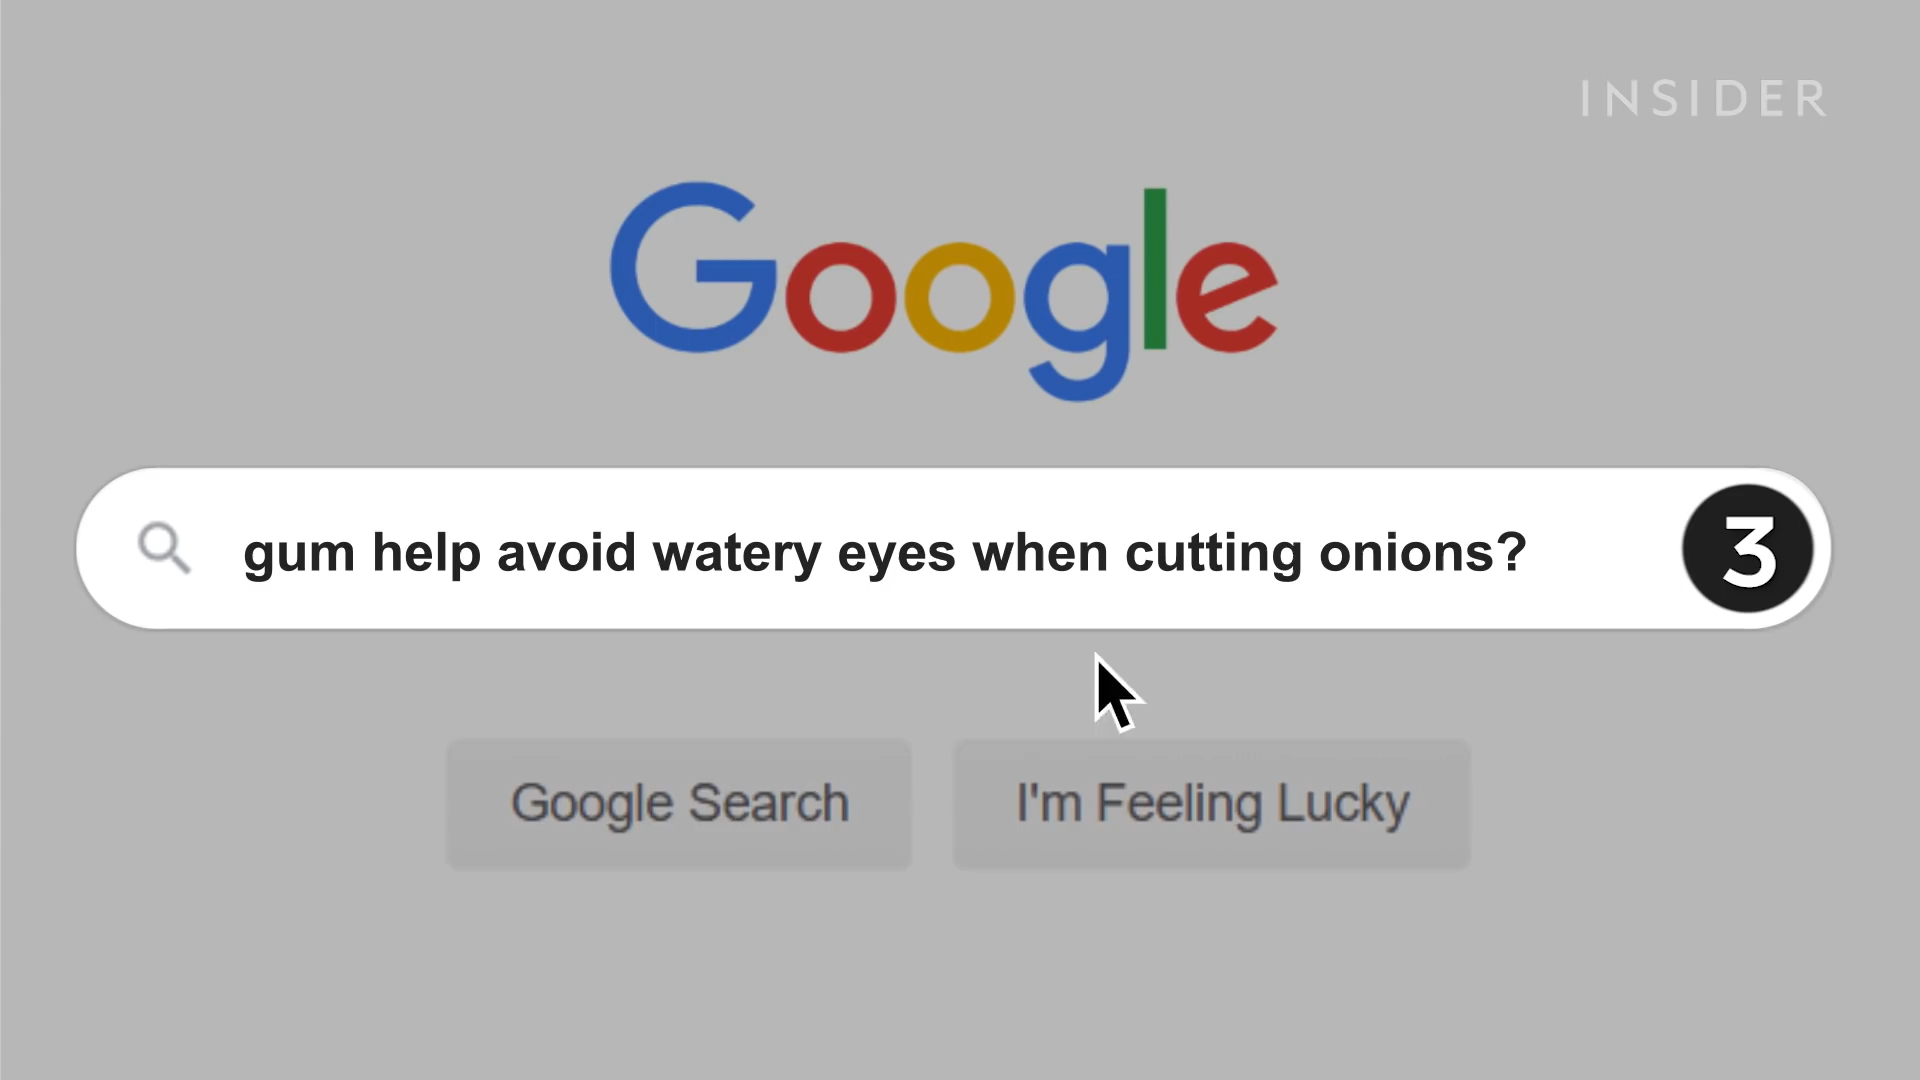 INSIDER
Google
gum help avoid watery eyes when cutting onions?
3
Google Search
I'm Feeling Lucky